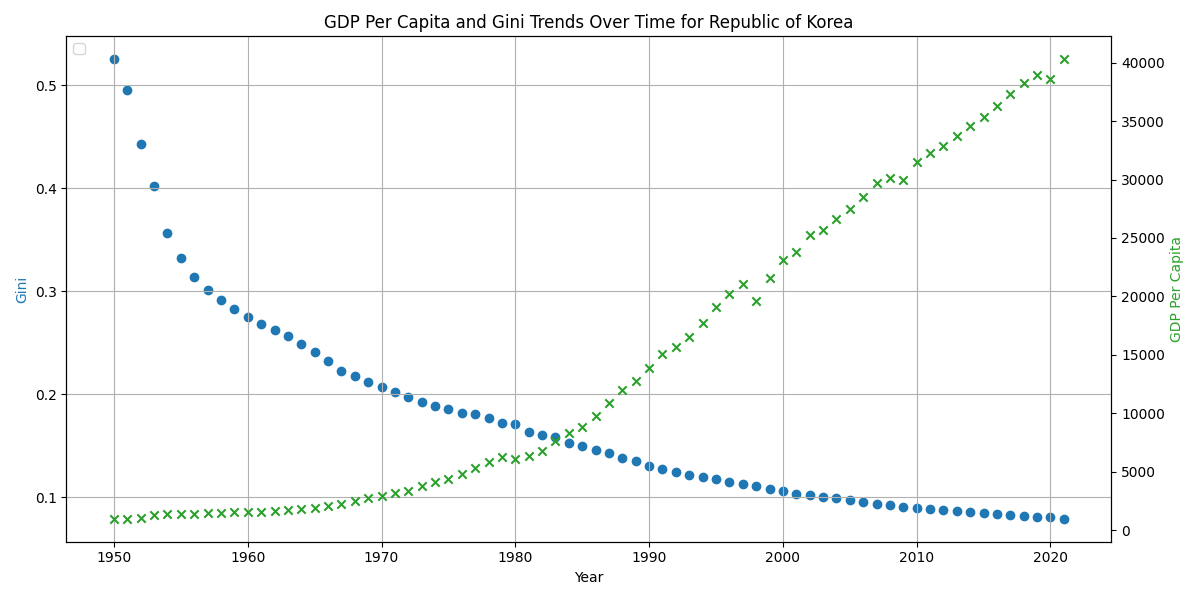 GDP Per Capita and Gini Trends Over Time for Republic of Korea
Gini
0.5
0.4
0.3
0.2
0.1
40000
35000
30000
25000
20000
15000
10000
5000
0
GDP Per Capita
1950 1960 1970 1980 1990 2000 2010 2020
Year